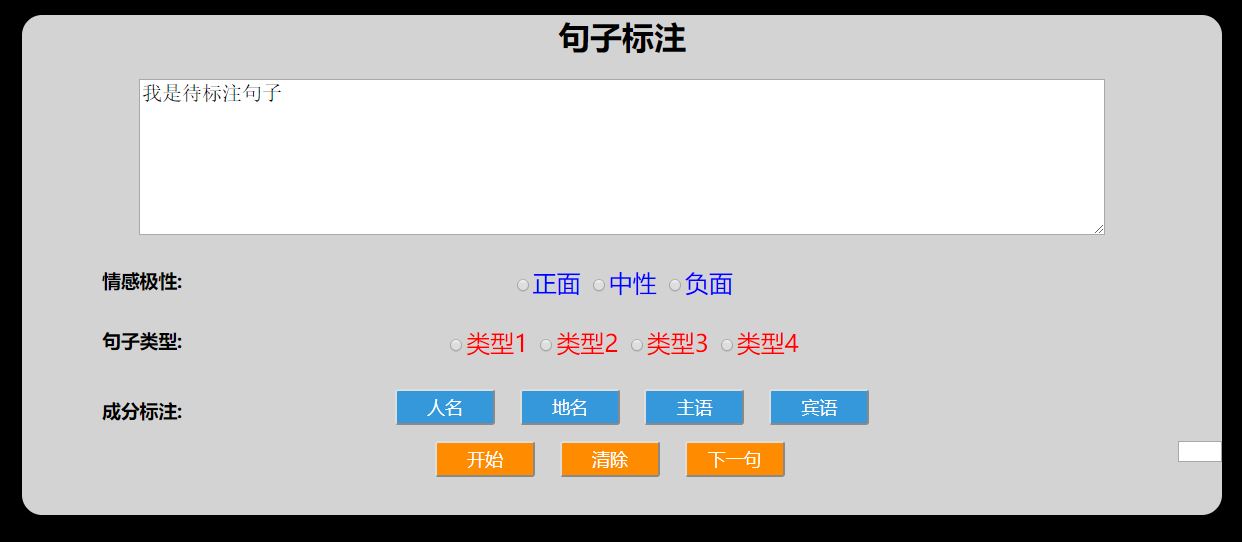 句子标注
我是待标注句子
情感极性: 正面 中性 负面
句子类型: 类型1 类型2 类型3 类型4
成分标注: 人名 地名 主语 宾语
开始 清除 下一句